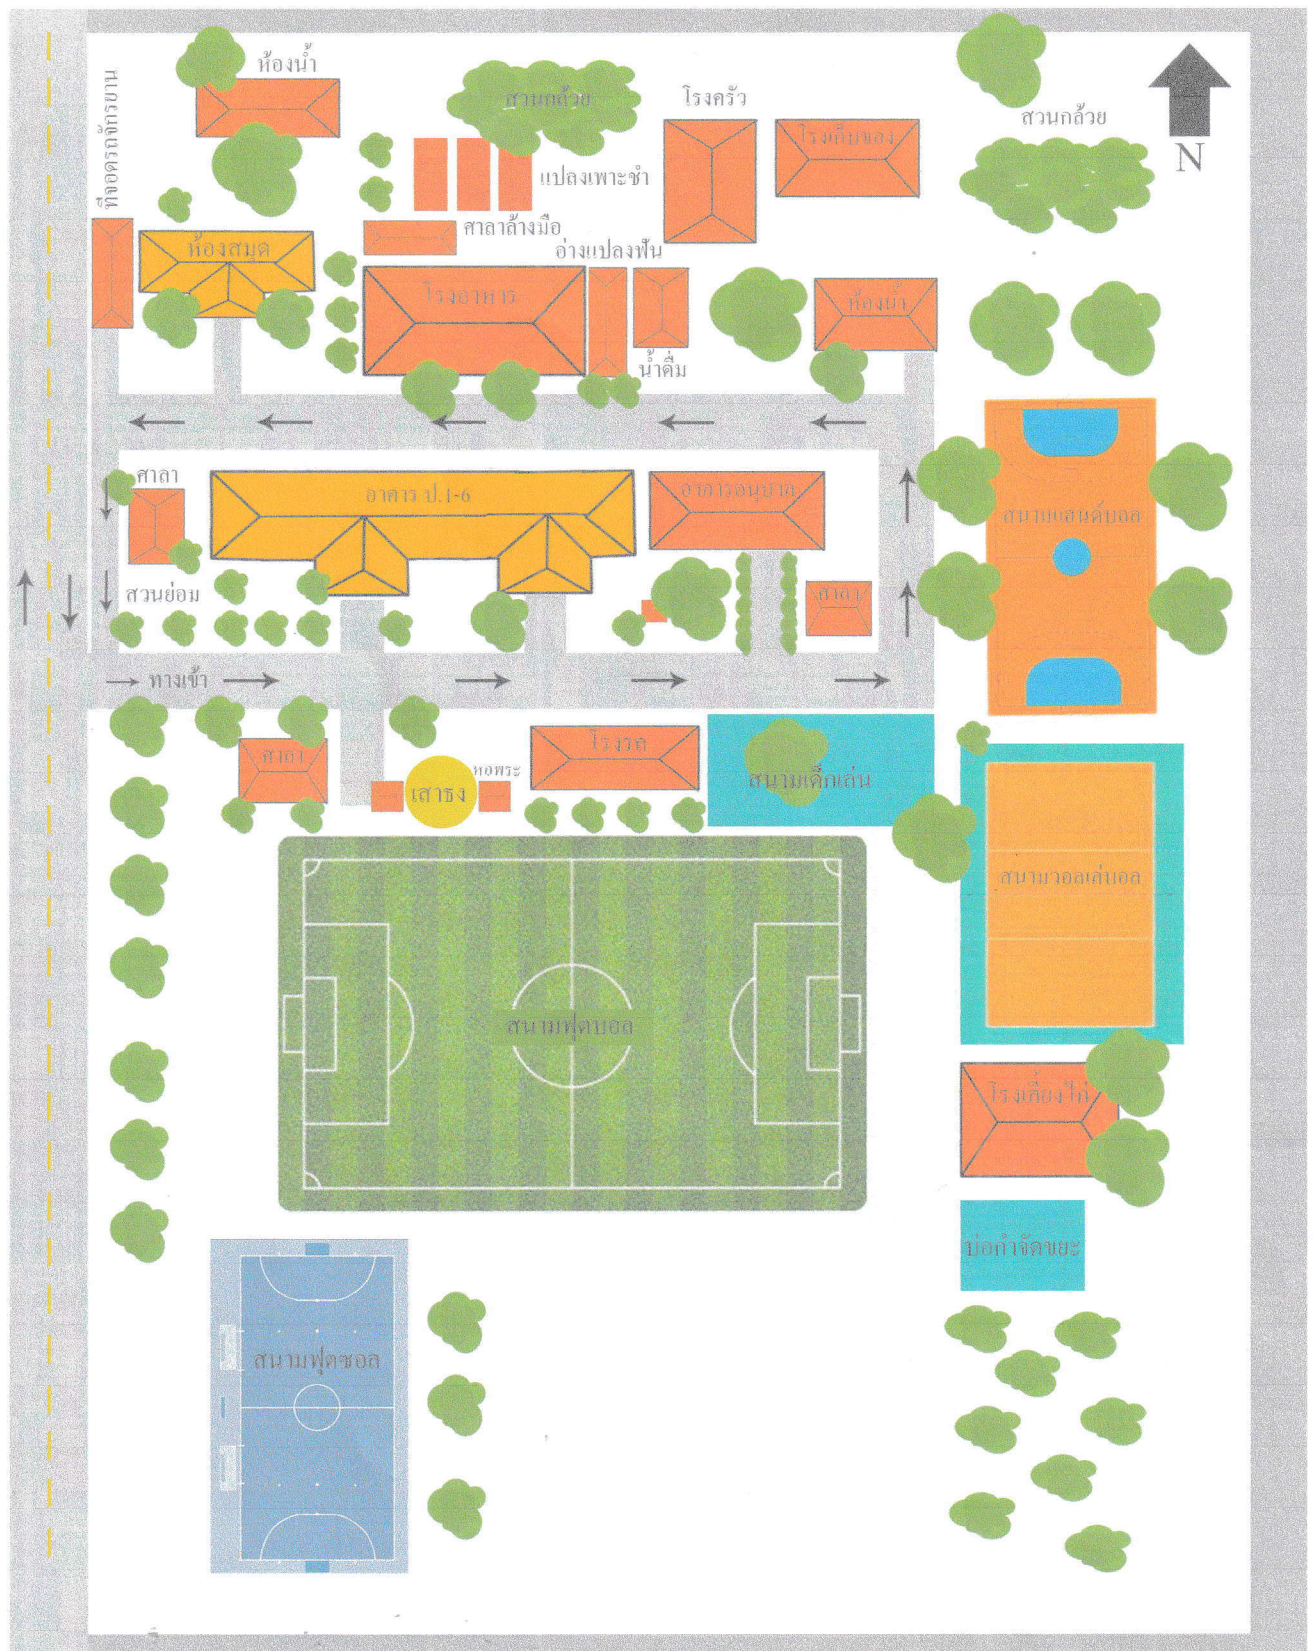 ห้องน้ำ
ที่จอดรถจักรยาน
สวนกล้วย
โรงครัว
โรงเก็บของ
สวนกล้วย
N
แปลงเพาะชำ
ศาลาล้างมือ
ห้องสมุด
อ่างแปลงฟัน
โรงอาหาร
ห้องน้ำ
น้ำดื่ม
ศาลา
อาคาร ป.1-6
อาคารอนุบาล
สนามแฮนด์บอล
สวนย่อม
ศาลา
ทางเข้า
ศาลา
โรงรถ
หอพระ
เสาธง
สนามเด็กเล่น
สนามวอลเล่บอล
สนามฟุตบอล
โรงเลี้ยงไก่
บ่อกำจัดขยะ
สนามฟุตซอล